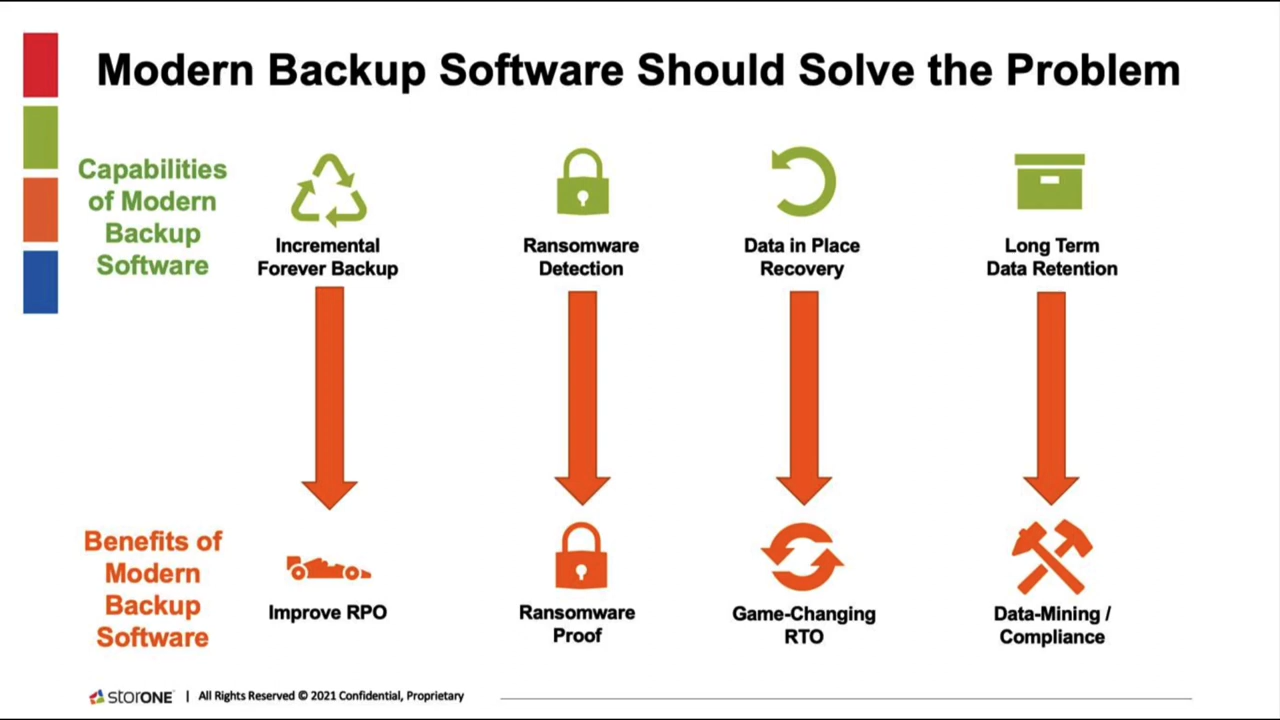 Modern Backup Software Should Solve the Problem
Capabilities
of Modern
Backup
Software
Incremental
Forever Backup
Ransomware
Detection
Data in Place
Recovery
Long Term
Data Retention
Benefits of
Modern
Backup
Software
Improve RPO
Ransomware
Proof
Game-Changing
RTO
Data-Mining /
Compliance
storONE | All Rights Reserved © 2021 Confidential, Proprietary